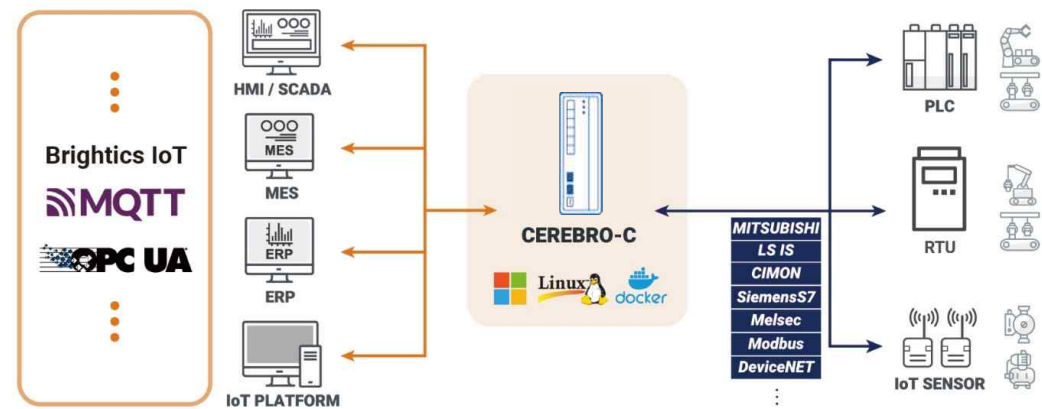 Brightics IoT
MQTT
OPC UA
HMI / SCADA
MES
MES
ERP
ERP
IoT PLATFORM
CEREBRO-C
Linux
docker
MITSUBISHI
LS IS
CIMON
SiemensS7
Melsec
Modbus
DeviceNET
PLC
RTU
IoT SENSOR